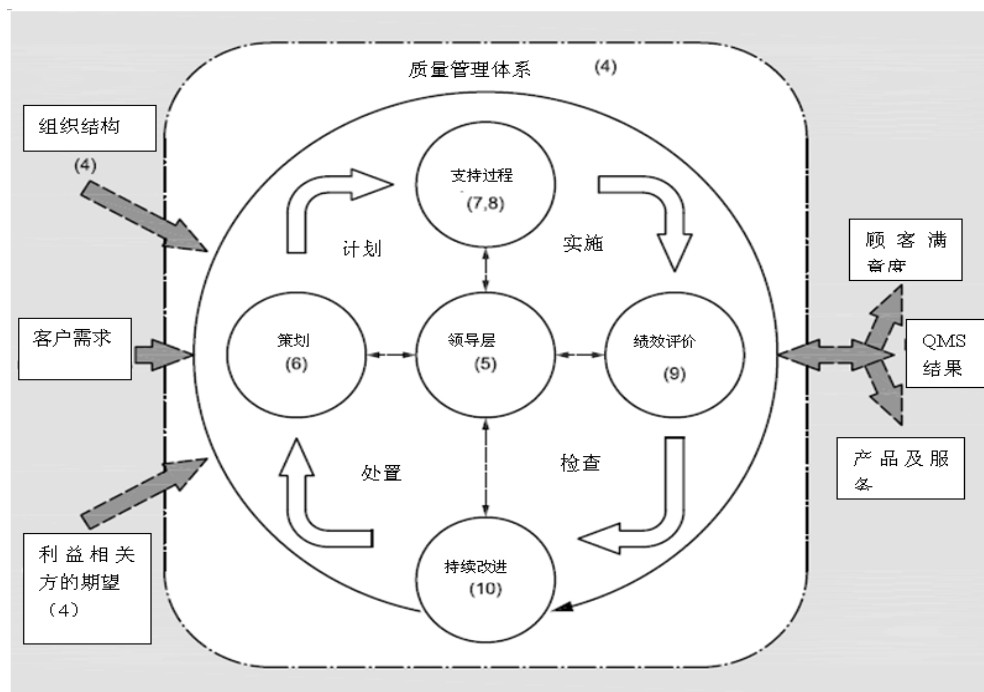 质量管理体系 (4)
组织结构
(4)
支持过程
(7,8)
计划
实施
顾客满
意度
客户需求
策划
(6)
领导层
(5)
绩效评价
(9)
QMS
结果
处置
检查
产品及服
务
利益相关
方的期望
（4）
持续改进
(10)